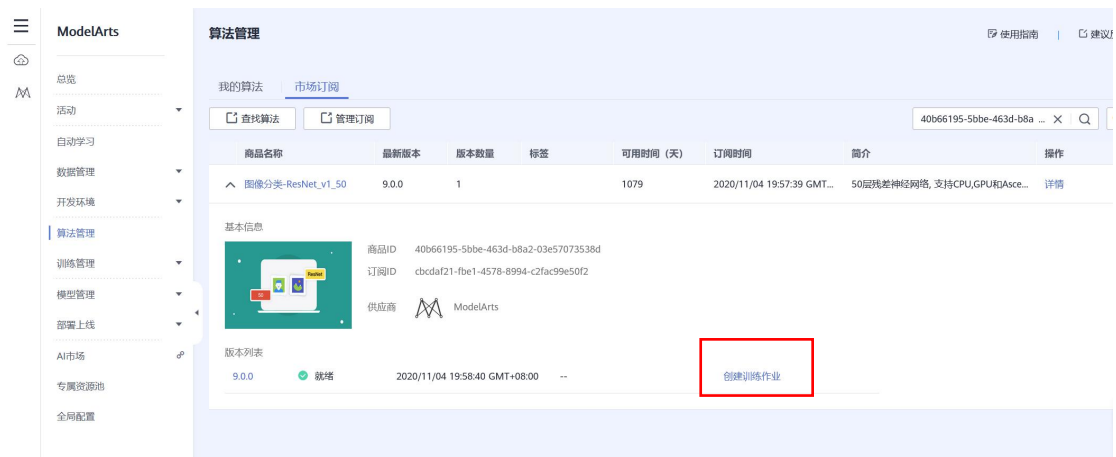 ModelArts
总览
活动
自动学习
数据管理
开发环境
算法管理
训练管理
模型管理
部署上线
AI市场
专属资源池
全局配置
算法管理
使用指南 | 建议反
我的算法 市场订阅
查找算法 管理订阅 40b66195-5bbe-463d-b8a ...
商品名称 最新版本 版本数量 标签 可用时间（天） 订阅时间 简介 操作
图像分类-ResNet_v1_50 9.0.0 1 1079 2020/11/04 19:57:39 GMT... 50层残差神经网络, 支持CPU,GPU和Asce... 详情
基本信息
ResNet
50
商品ID 40b66195-5bbe-463d-b8a2-03e57073538d
订阅ID cbcdaf21-fbe1-4578-8994-c2fac99e50f2
供应商 ModelArts
版本列表
9.0.0 就绪 2020/11/04 19:58:40 GMT+08:00 -- 创建训练作业